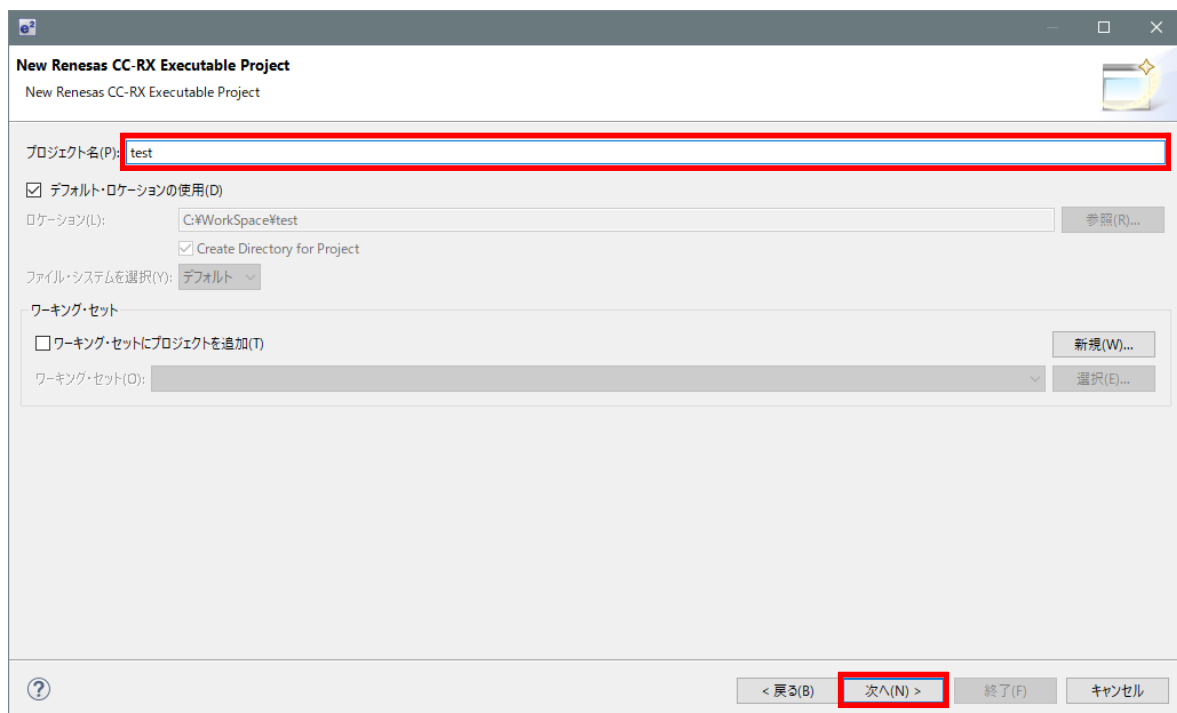 e²
New Renesas CC-RX Executable Project
New Renesas CC-RX Executable Project
プロジェクト名(P): test
デフォルト・ロケーションの使用(D)
ロケーション(L): C:¥WorkSpace¥test 参照(R)...
Create Directory for Project
ファイル・システムを選択(Y): デフォルト
ワーキング・セット
ワーキング・セットにプロジェクトを追加(T) 新規(W)...
ワーキング・セット(O): 選択(E)...
? < 戻る(B) 次へ(N) > 終了(F) キャンセル